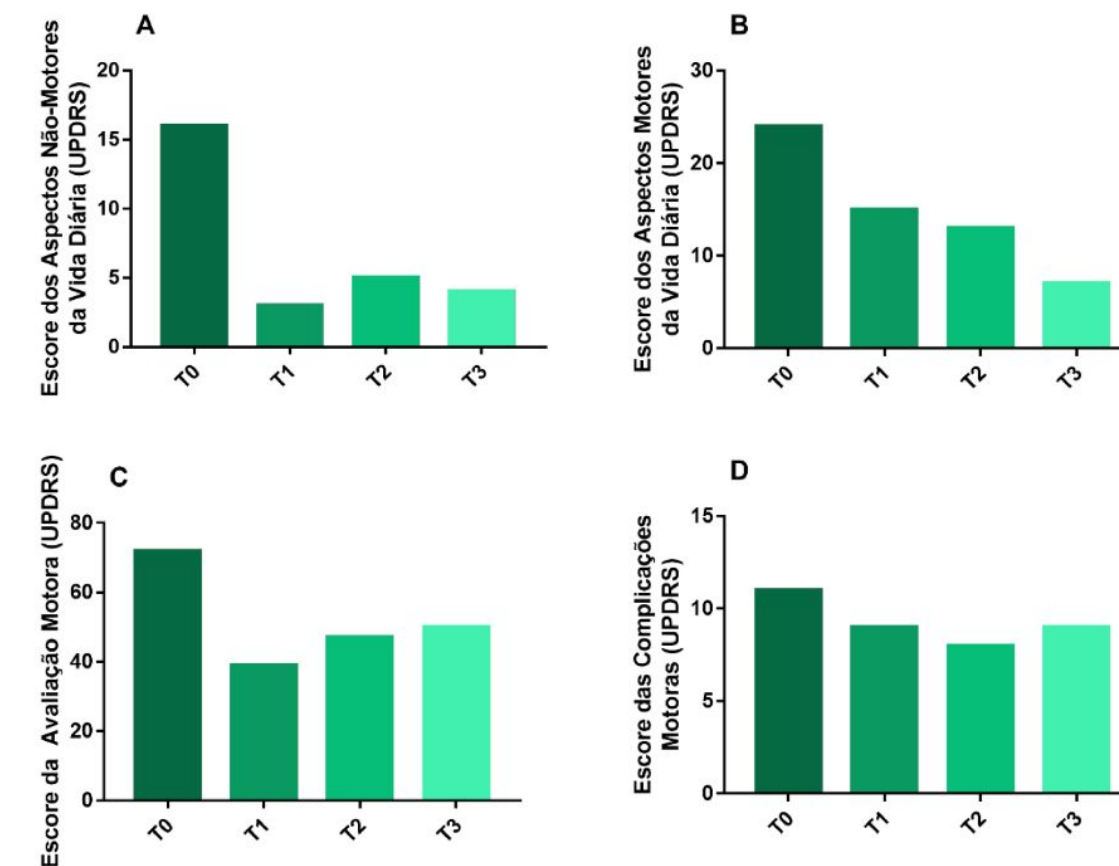 A
Escore dos Aspectos Não-Motores
da Vida Diária (UPDRS)
20
15
10
5
0
T0
T1
T2
T3
B
Escore dos Aspectos Motores
da Vida Diária (UPDRS)
30
20
10
0
T0
T1
T2
T3
C
Escore da Avaliação Motora (UPDRS)
80
60
40
20
0
T0
T1
T2
T3
D
Escore das Complicações
Motoras (UPDRS)
15
10
5
0
T0
T1
T2
T3